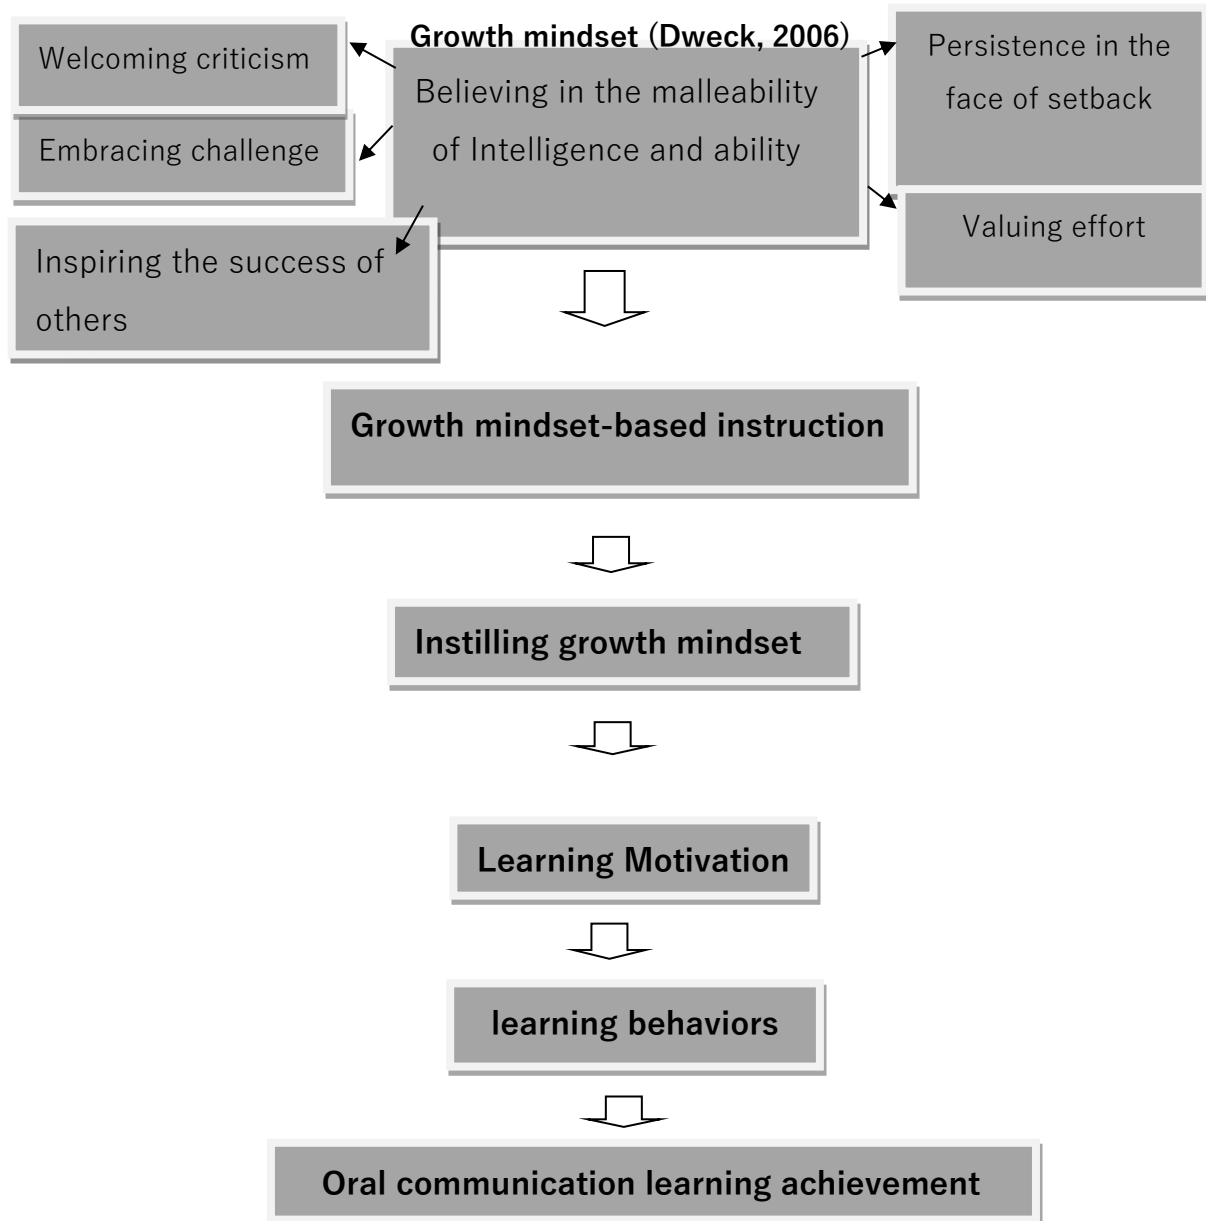 Growth mindset (Dweck, 2006)
Believing in the malleability
of Intelligence and ability
Welcoming criticism
Embracing challenge
Inspiring the success of
others
Persistence in the
face of setback
Valuing effort
Growth mindset-based instruction
Instilling growth mindset
Learning Motivation
learning behaviors
Oral communication learning achievement